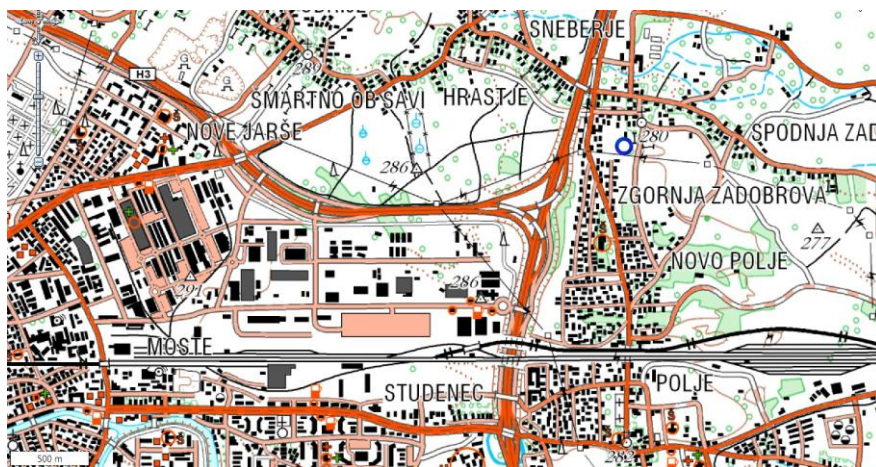 SNEBERJE
H3
289
ŠMARTNO OB SAVI
HRASTJE
NOVE JARŠE
280
SPODNJA ZAD
286
ZGORNJA ZADOBROVA
277
NOVO POLJE
291
286
MOSTE
STUDENEC
POLJE
282
500 m